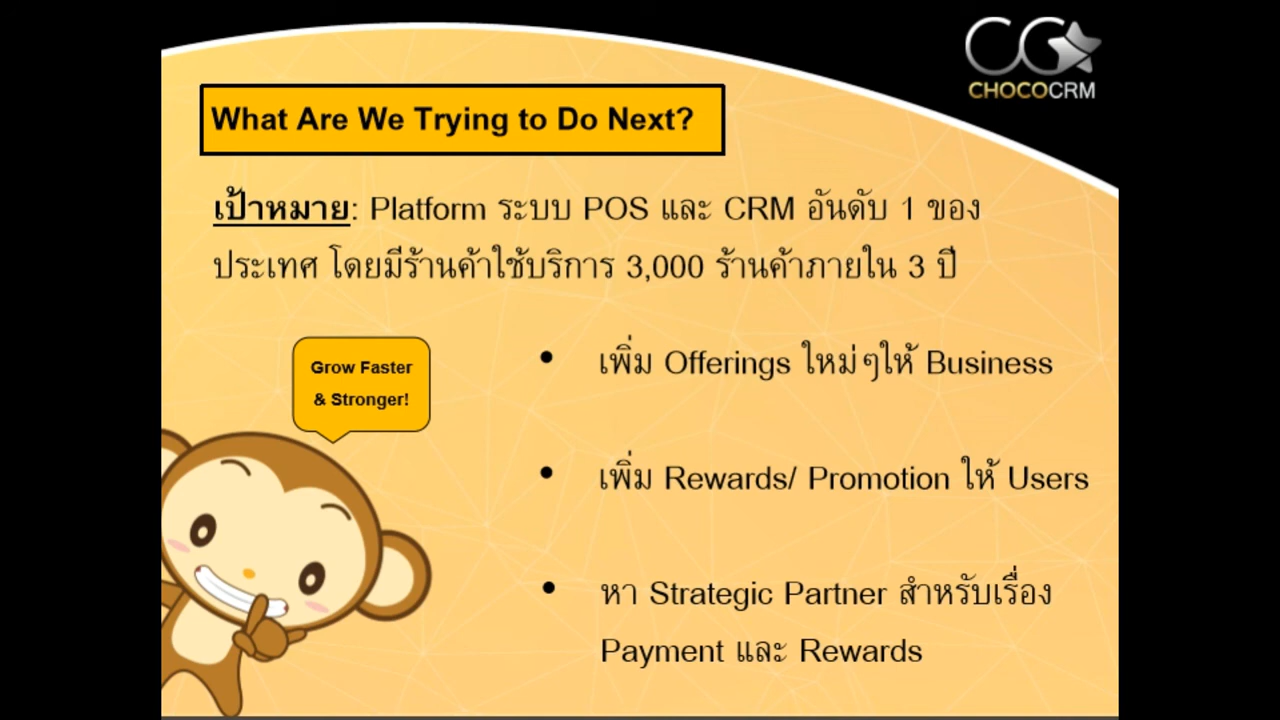 CHOCOCRM
What Are We Trying to Do Next?
เป้าหมาย: Platform ระบบ POS และ CRM อันดับ 1 ของ
ประเทศ โดยมีร้านค้าใช้บริการ 3,000 ร้านค้าภายใน 3 ปี
Grow Faster
& Stronger!
• เพิ่ม Offerings ใหม่ๆให้ Business
• เพิ่ม Rewards/ Promotion ให้ Users
• หา Strategic Partner สำหรับเรื่อง
Payment และ Rewards